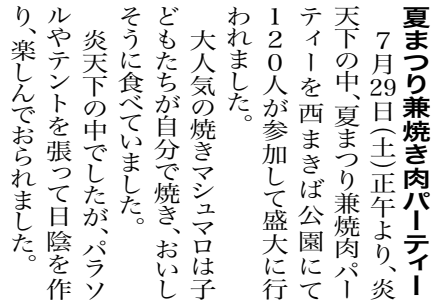 夏まつり兼焼き肉パーティー
７月29日（土）正午より、炎
天下の中、夏まつり兼焼肉パー
ティーを西まきば公園にて
１２０人が参加して盛大に行
われました。
大人気の焼きマシュマロは子
どもたちが自分で焼き、おいし
そうに食べていました。
炎天下の中でしたが、パラソ
ルやテントを張って日陰を作
り、楽しんでおられました。